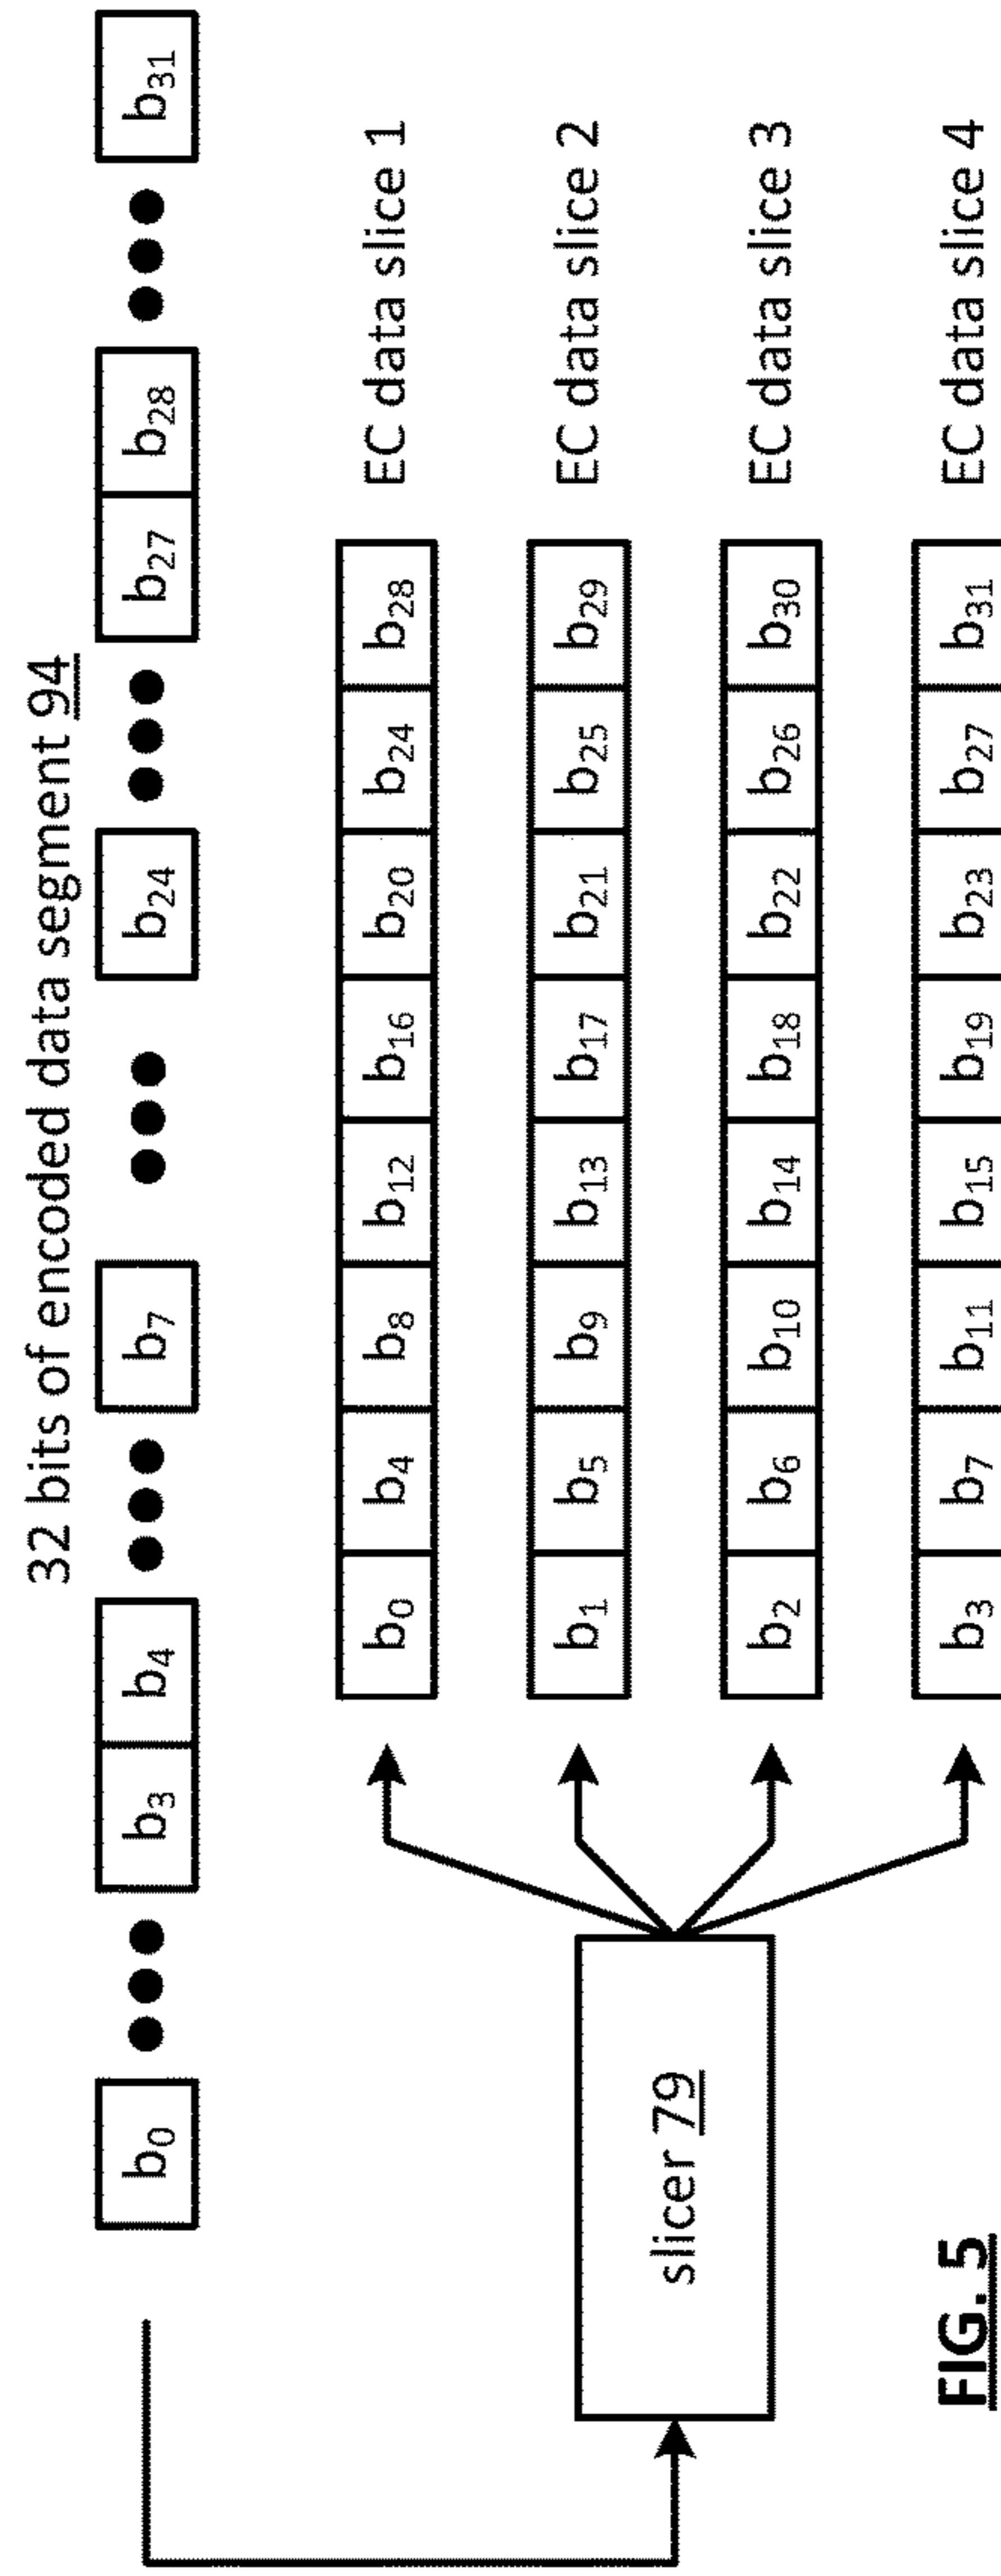 32 bits of encoded data segment 94
b0 b3 b4 b7 b24 b27 b28 b31
b0 b4 b8 b12 b16 b20 b24 b28 EC data slice 1
b1 b5 b9 b13 b17 b21 b25 b29 EC data slice 2
slicer 79
b2 b6 b10 b14 b18 b22 b26 b30 EC data slice 3
b3 b7 b11 b15 b19 b23 b27 b31 EC data slice 4
FIG. 5